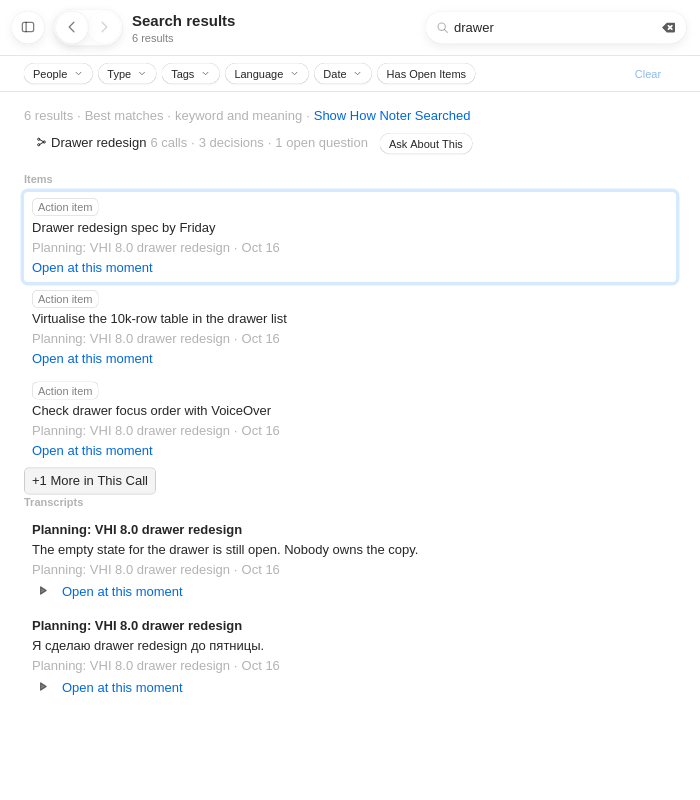 Search results
6 results
drawer
People
Type
Tags
Language
Date
Has Open Items
Clear
6 results · Best matches · keyword and meaning · Show How Noter Searched
Drawer redesign 6 calls · 3 decisions · 1 open question
Ask About This
Items
Action item
Drawer redesign spec by Friday
Planning: VHI 8.0 drawer redesign · Oct 16
Open at this moment
Action item
Virtualise the 10k-row table in the drawer list
Planning: VHI 8.0 drawer redesign · Oct 16
Open at this moment
Action item
Check drawer focus order with VoiceOver
Planning: VHI 8.0 drawer redesign · Oct 16
Open at this moment
+1 More in This Call
Transcripts
Planning: VHI 8.0 drawer redesign
The empty state for the drawer is still open. Nobody owns the copy.
Planning: VHI 8.0 drawer redesign · Oct 16
Open at this moment
Planning: VHI 8.0 drawer redesign
Я сделаю drawer redesign до пятницы.
Planning: VHI 8.0 drawer redesign · Oct 16
Open at this moment